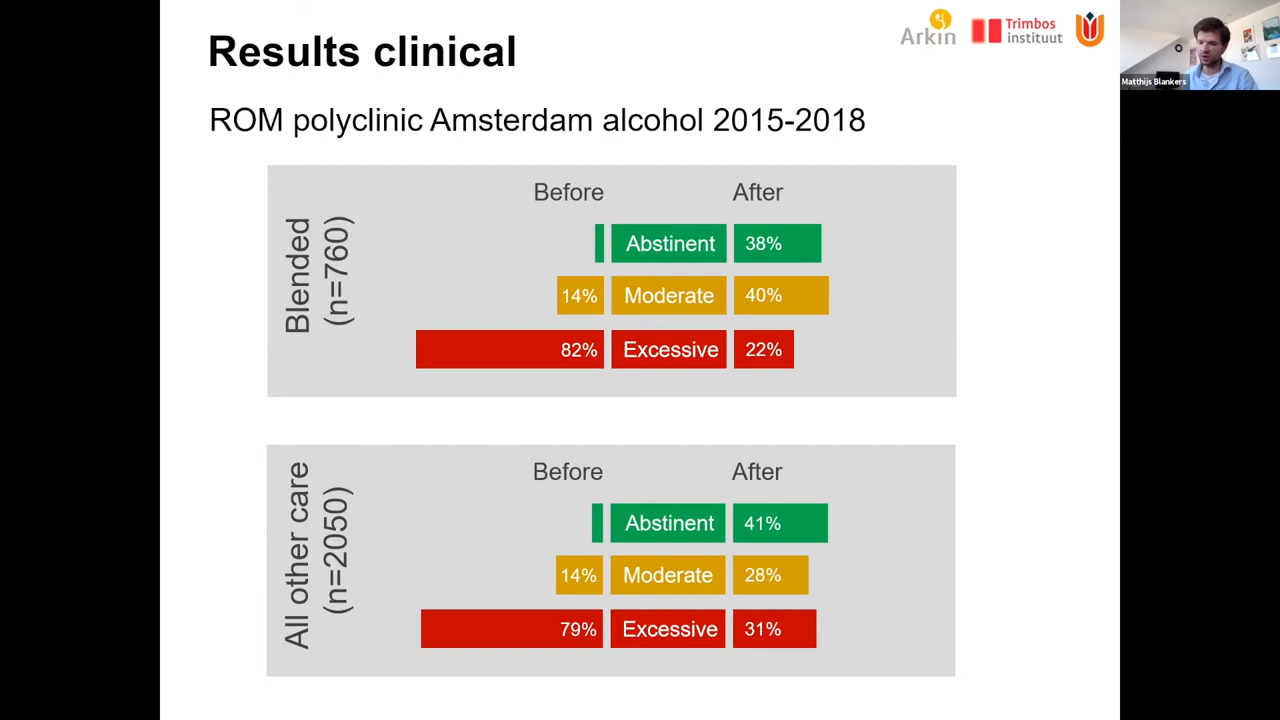 Results clinical
Arkin
Trimbos
instituut
Matthijs Blankers
ROM polyclinic Amsterdam alcohol 2015-2018
Blended
(n=760)
Before After
Abstinent 38%
14% Moderate 40%
82% Excessive 22%
All other care
(n=2050)
Before After
Abstinent 41%
14% Moderate 28%
79% Excessive 31%